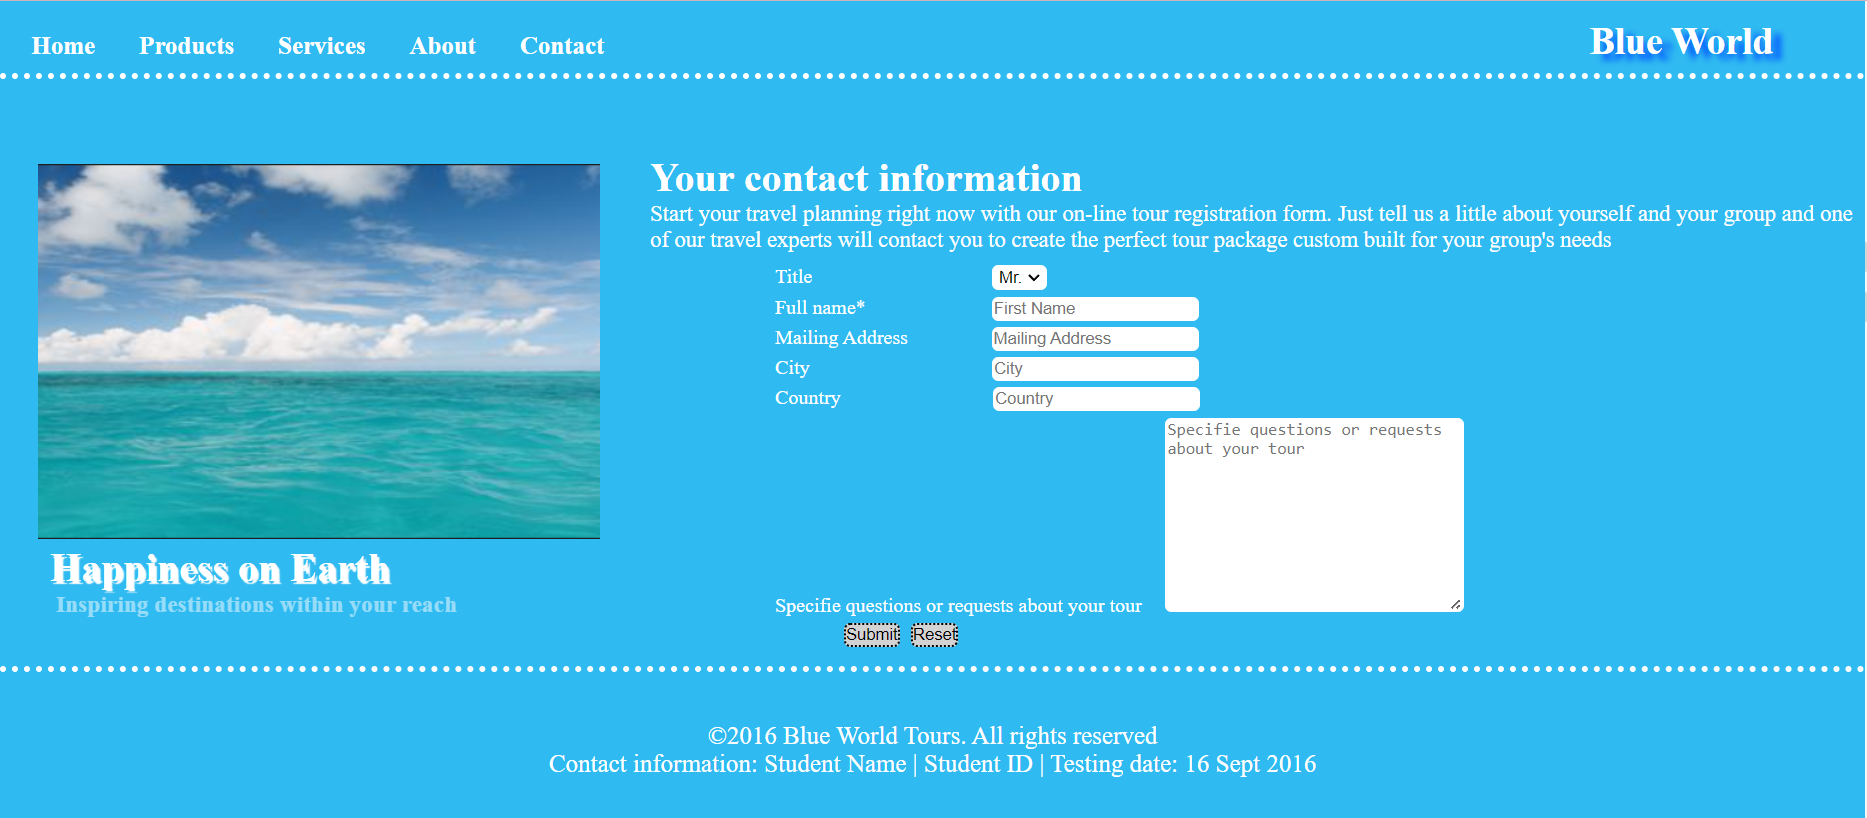 Home Products Services About Contact Blue World
Happiness on Earth
Inspiring destinations within your reach
Your contact information
Start your travel planning right now with our on-line tour registration form. Just tell us a little about yourself and your group and one
of our travel experts will contact you to create the perfect tour package custom built for your group's needs
Title Mr.
Full name* First Name
Mailing Address Mailing Address
City City
Country Country
Specifie questions or requests
about your tour
Specifie questions or requests about your tour
Submit Reset
©2016 Blue World Tours. All rights reserved
Contact information: Student Name | Student ID | Testing date: 16 Sept 2016